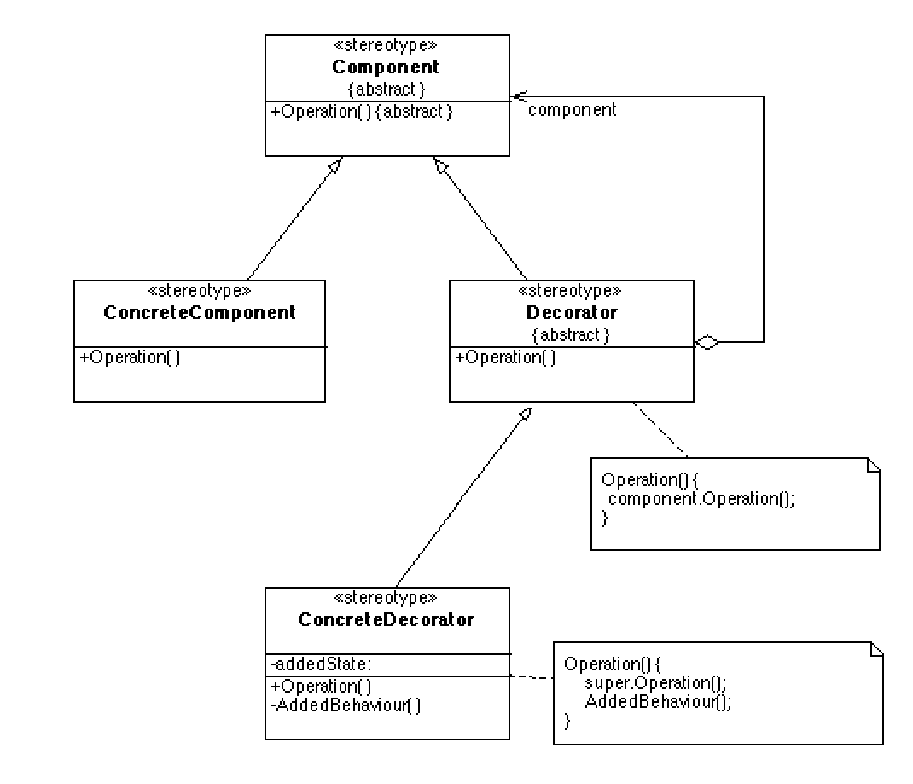 «stereotype»
Component
{abstract}
+Operation(){abstract}
component
«stereotype»
ConcreteComponent
+Operation()
«stereotype»
Decorator
{abstract}
+Operation()
Operation(){
component.Operation();
}
«stereotype»
ConcreteDecorator
-addedState:
+Operation()
-AddedBehaviour()
Operation(){
super.Operation();
AddedBehaviour();
}